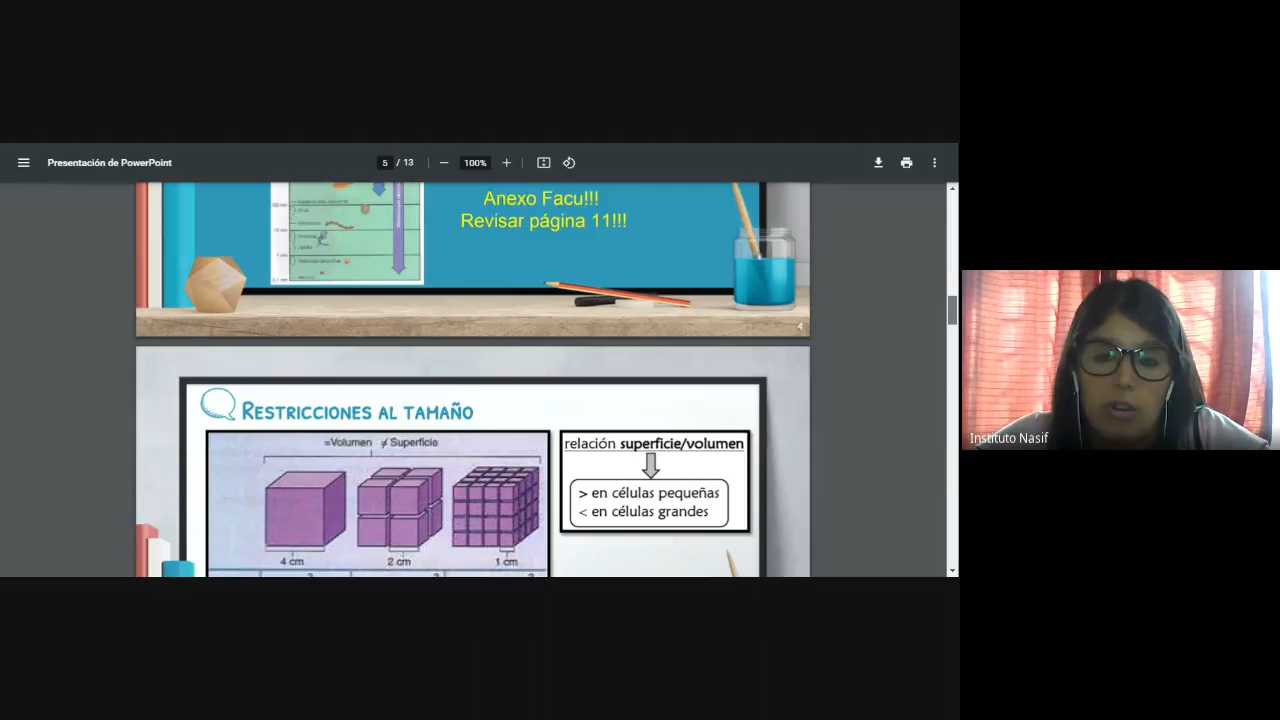 Presentación de PowerPoint
5 / 13
100%
Anexo Facu!!!
Revisar página 11!!!
4
RESTRICCIONES AL TAMAÑO
=Volumen ≠ Superficie
4 cm
2 cm
1 cm
relación superficie/volumen
> en células pequeñas
< en células grandes
Instituto Nasif